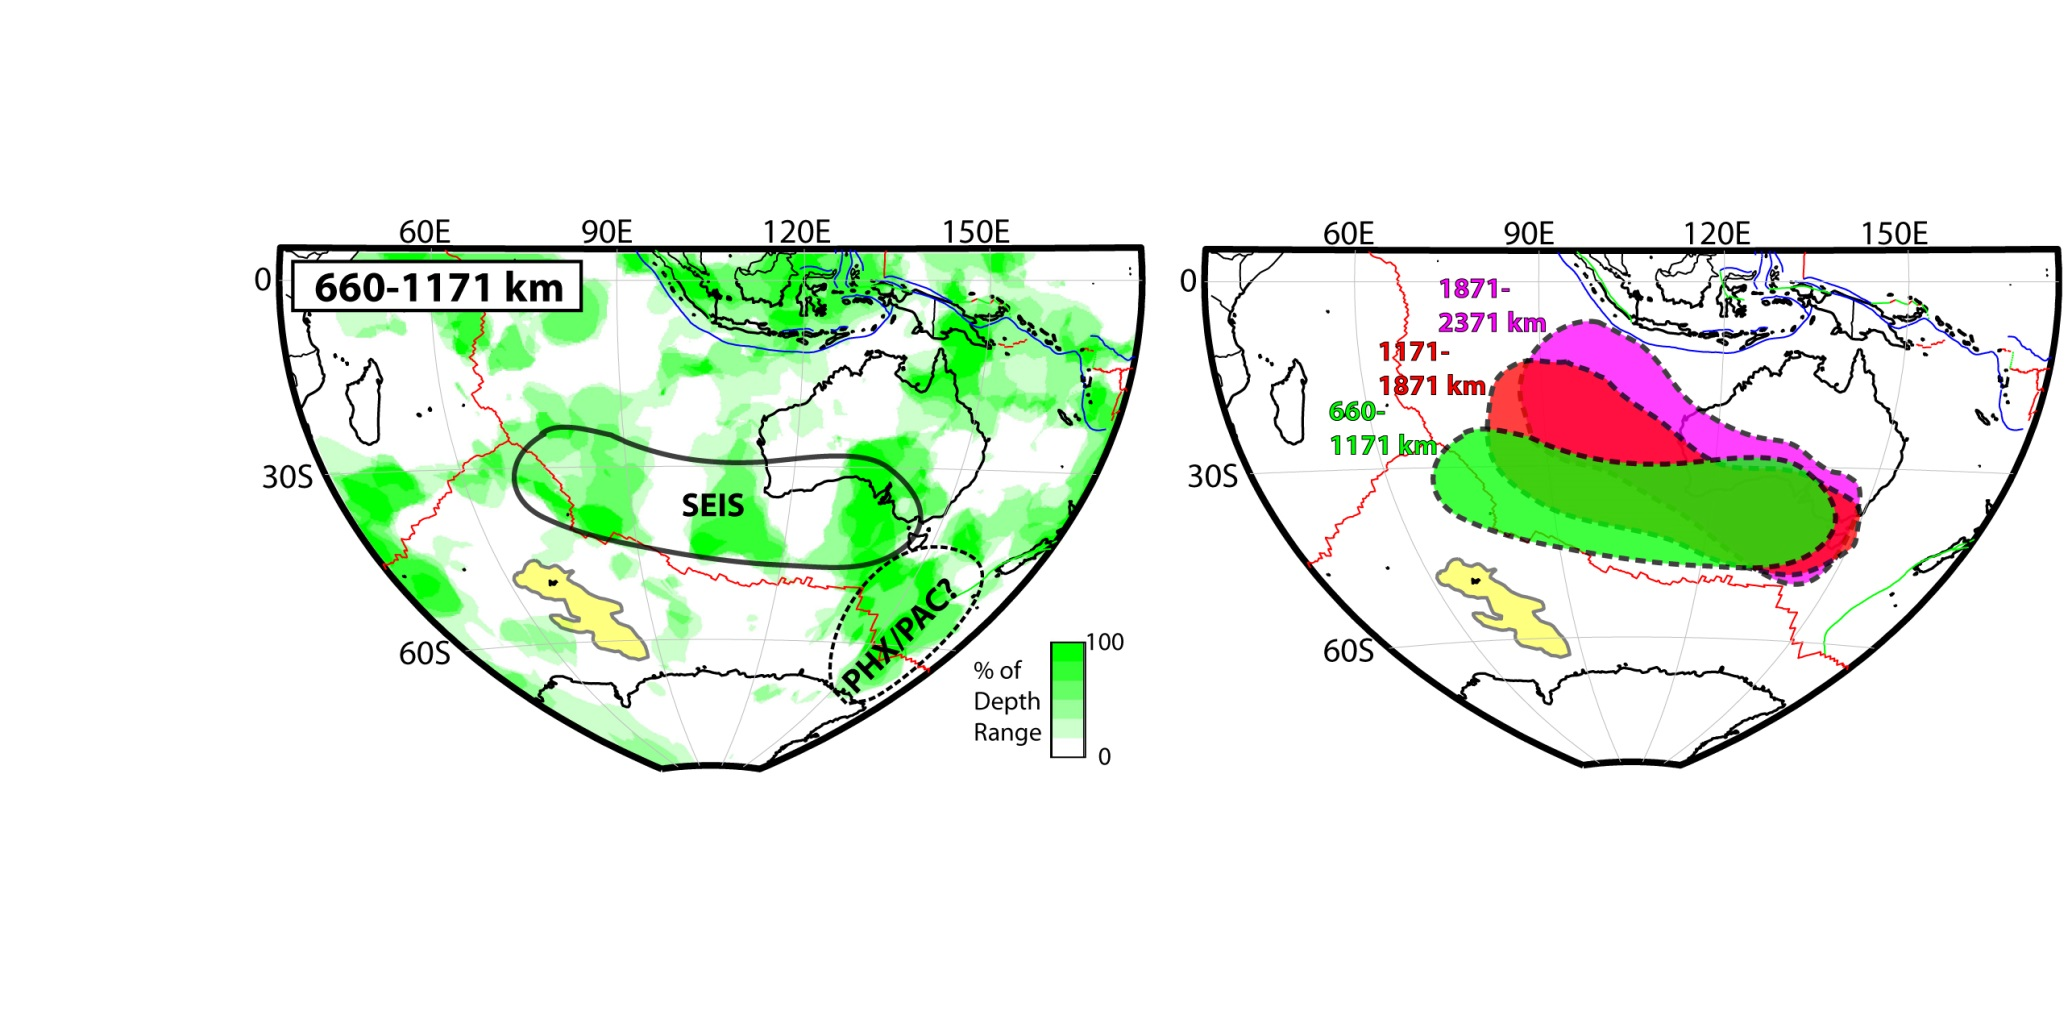 60E 90E 120E 150E
0
660-1171 km
30S
SEIS
60S
PHX/PAC?
% of
Depth
Range
100
0
60E 90E 120E 150E
0
1871-
2371 km
1171-
1871 km
660-
1171 km
30S
60S